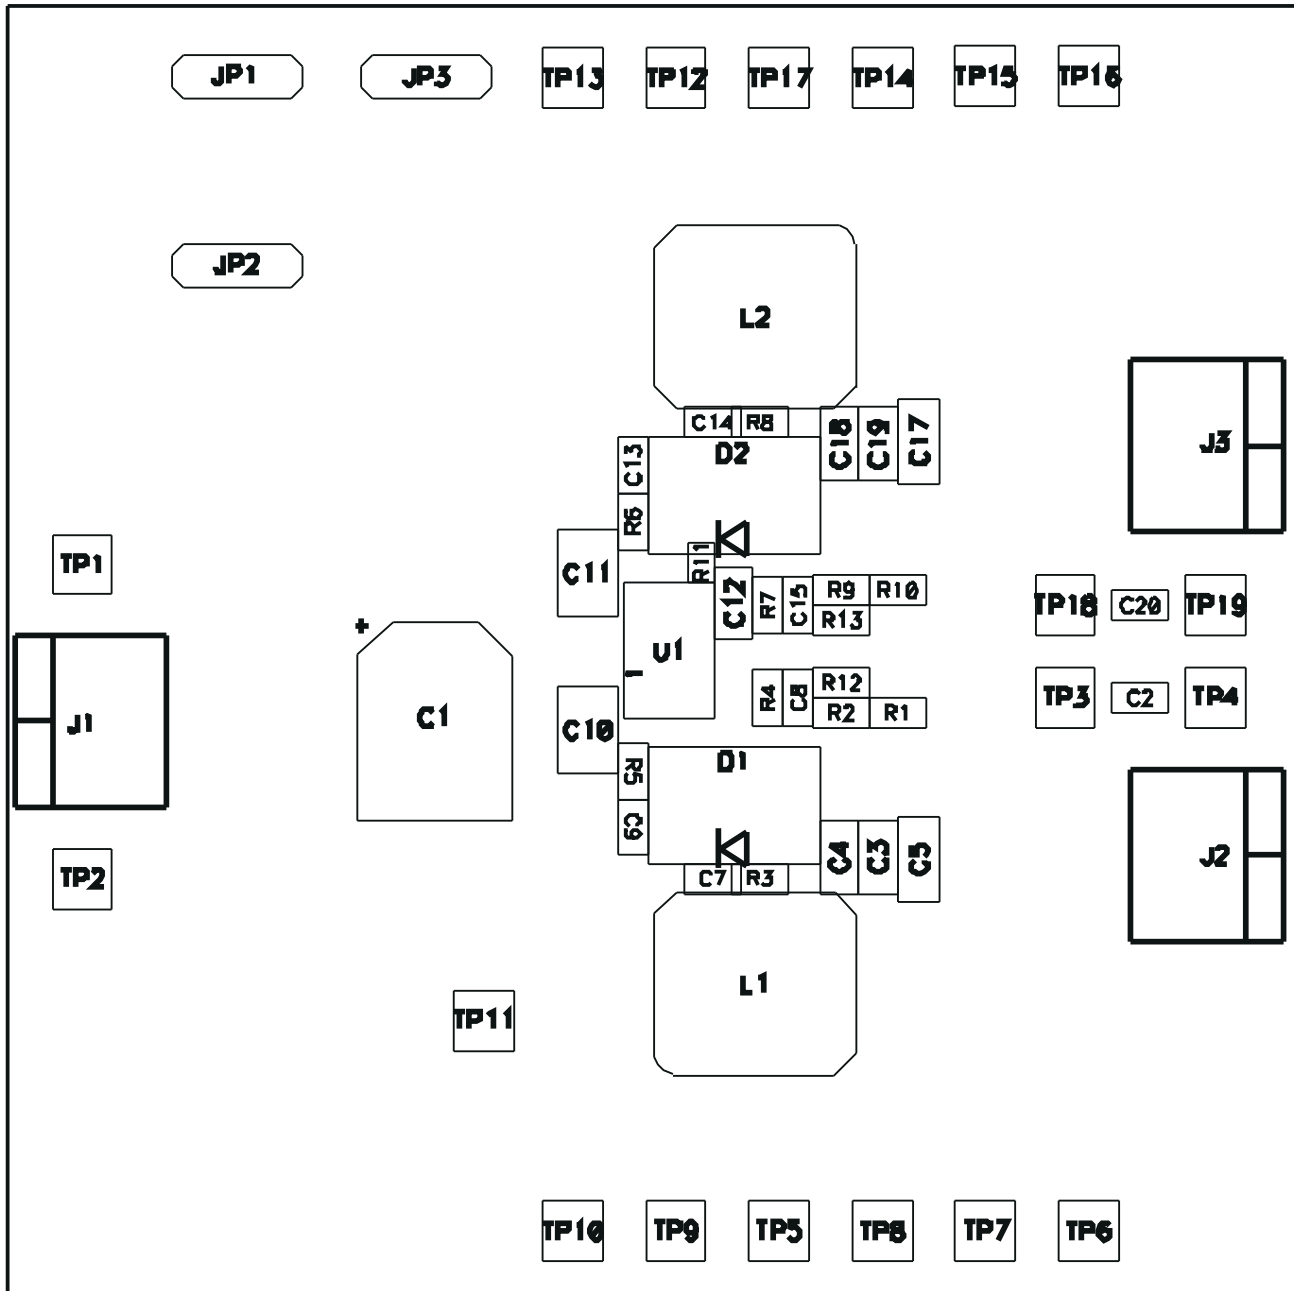 JP1 JP3 TP13 TP12 TP17 TP14 TP15 TP16
JP2
L2
C14 R8
D2
C13
C18
C19
C17
J3
R6
TP1
C11
R11
C12
R7
C15
R9 R10
R13
TP18 C20 TP19
+
U1
R4
C8
R12
R2 R1
TP3 C2 TP4
J1
C1
C10
D1
R5
C9
C4
C3
C5
J2
TP2
C7 R3
L1
TP11
TP10 TP9 TP5 TP8 TP7 TP6